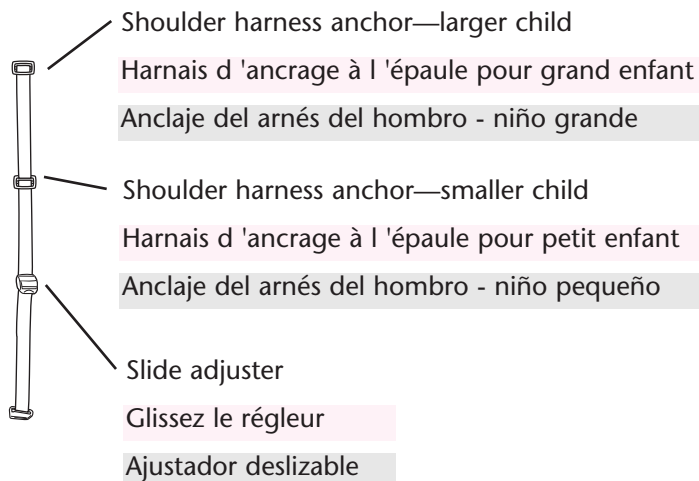 Shoulder harness anchor—larger child
Harnais d 'ancrage à l 'épaule pour grand enfant
Anclaje del arnés del hombro - niño grande
Shoulder harness anchor—smaller child
Harnais d 'ancrage à l 'épaule pour petit enfant
Anclaje del arnés del hombro - niño pequeño
Slide adjuster
Glissez le régleur
Ajustador deslizable